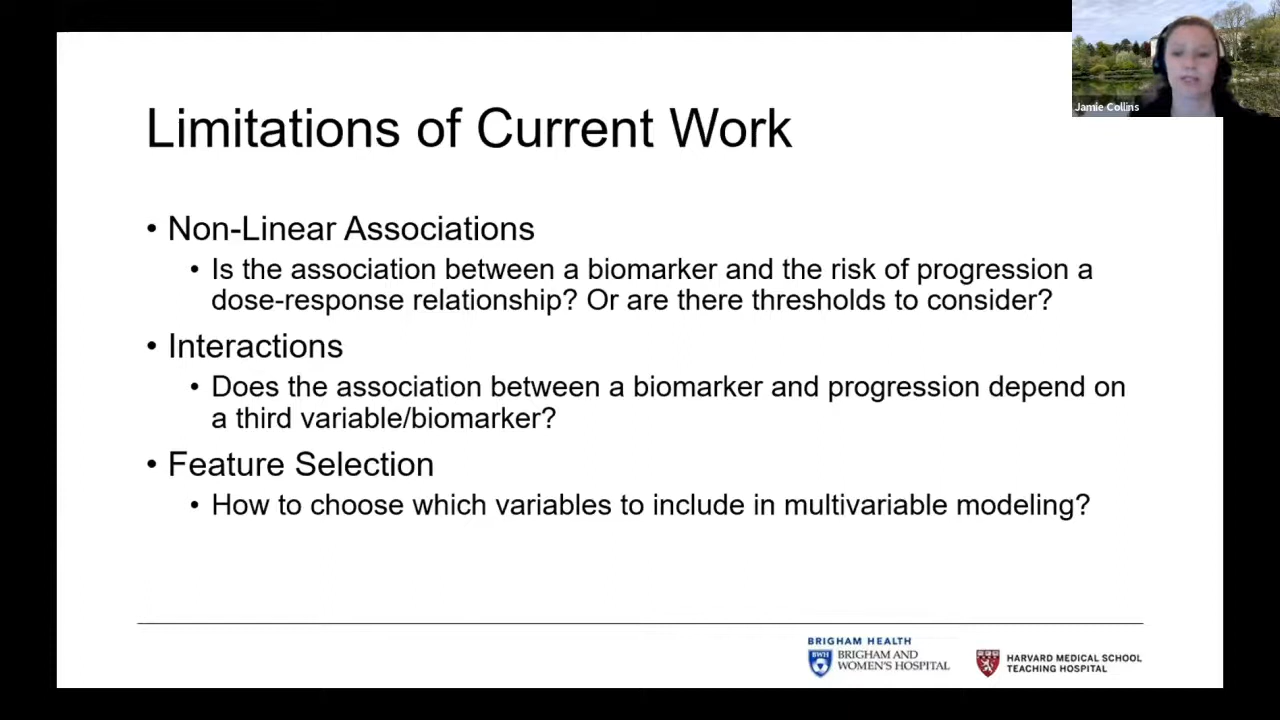 Jamie Collins
Limitations of Current Work
• Non-Linear Associations
• Is the association between a biomarker and the risk of progression a
dose-response relationship? Or are there thresholds to consider?
• Interactions
• Does the association between a biomarker and progression depend on
a third variable/biomarker?
• Feature Selection
• How to choose which variables to include in multivariable modeling?
BRIGHAM HEALTH
BWH
BRIGHAM AND
WOMEN'S HOSPITAL
HARVARD MEDICAL SCHOOL
TEACHING HOSPITAL